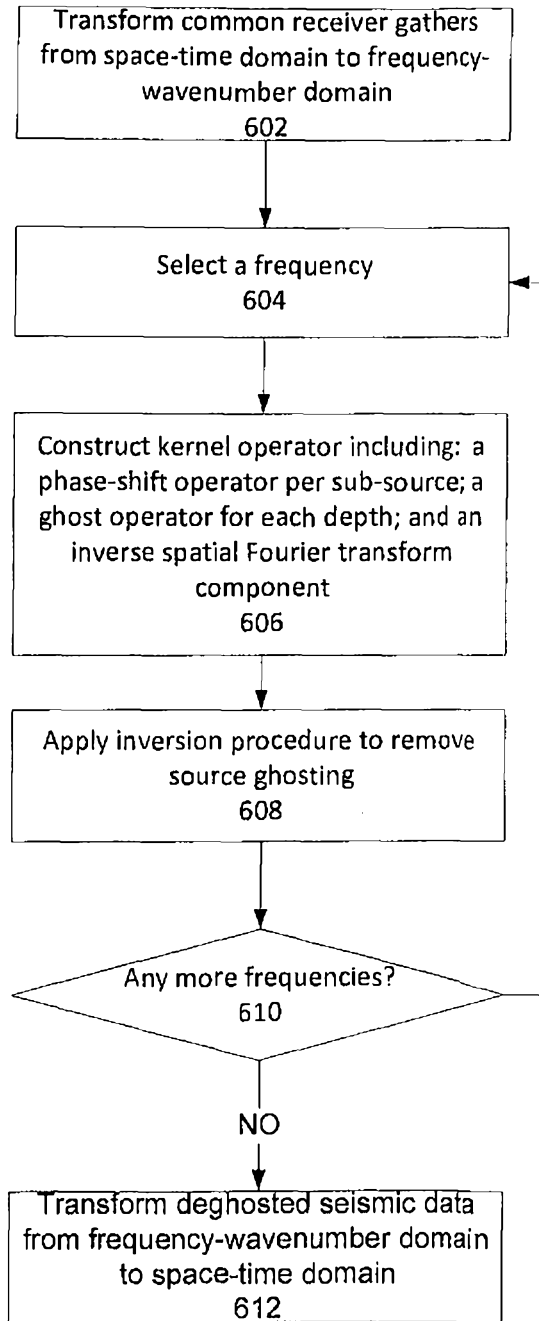 Transform common receiver gathers
from space-time domain to frequency-
wavenumber domain
602
Select a frequency
604
Construct kernel operator including: a
phase-shift operator per sub-source; a
ghost operator for each depth; and an
inverse spatial Fourier transform
component
606
Apply inversion procedure to remove
source ghosting
608
Any more frequencies?
610
NO
Transform deghosted seismic data
from frequency-wavenumber domain
to space-time domain
612